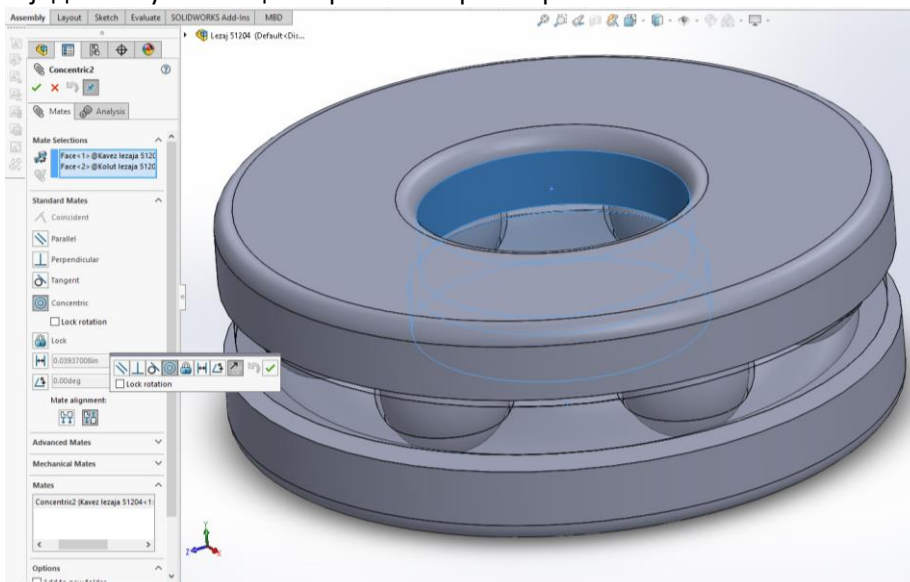 Assembly Layout Sketch Evaluate SOLIDWORKS Add-Ins MBD
Lezaj 51204 (Default<Dis...
Concentric2
Mates Analysis
Mate Selections
Face<1>@Kavez lezaja 5120
Face<2>@Kolut lezaja 5120
Standard Mates
Coincident
Parallel
Perpendicular
Tangent
Concentric
Lock rotation
Lock
0.03937008in
0.00deg
Lock rotation
Mate alignment:
Advanced Mates
Mechanical Mates
Mates
Concentric2 (Kavez lezaja 51204<1>
Options
Y
Z